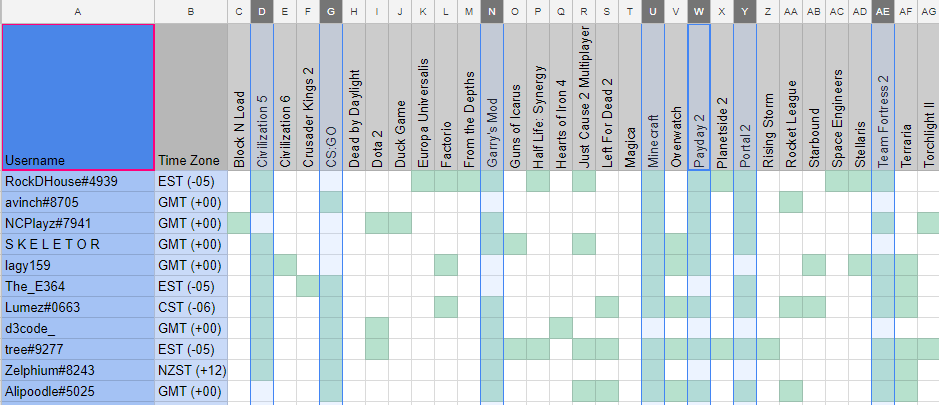 A B C D E F G H I J K L M N O P Q R S T U V W X Y Z AA AB AC AD AE AF AG
Username Time Zone Block N Load Civilization 5 Civilization 6 Crusader Kings 2 CS:GO Dead by Daylight Dota 2 Duck Game Europa Universalis Factorio From the Depths Garry's Mod Guns of Icarus Half Life: Synergy Hearts of Iron 4 Just Cause 2 Multiplayer Left For Dead 2 Magica Minecraft Overwatch Payday 2 Planetside 2 Portal 2 Rising Storm Rocket League Starbound Space Engineers Stellaris Team Fortress 2 Terraria Torchlight II
RockDHouse#4939 EST (-05)
avinch#8705 GMT (+00)
NCPlayz#7941 GMT (+00)
S K E L E T O R GMT (+00)
lagy159 GMT (+00)
The_E364 EST (-05)
Lumez#0663 CST (-06)
d3code_ GMT (+00)
tree#9277 EST (-05)
Zelphium#8243 NZST (+12)
Alipoodle#5025 GMT (+00)